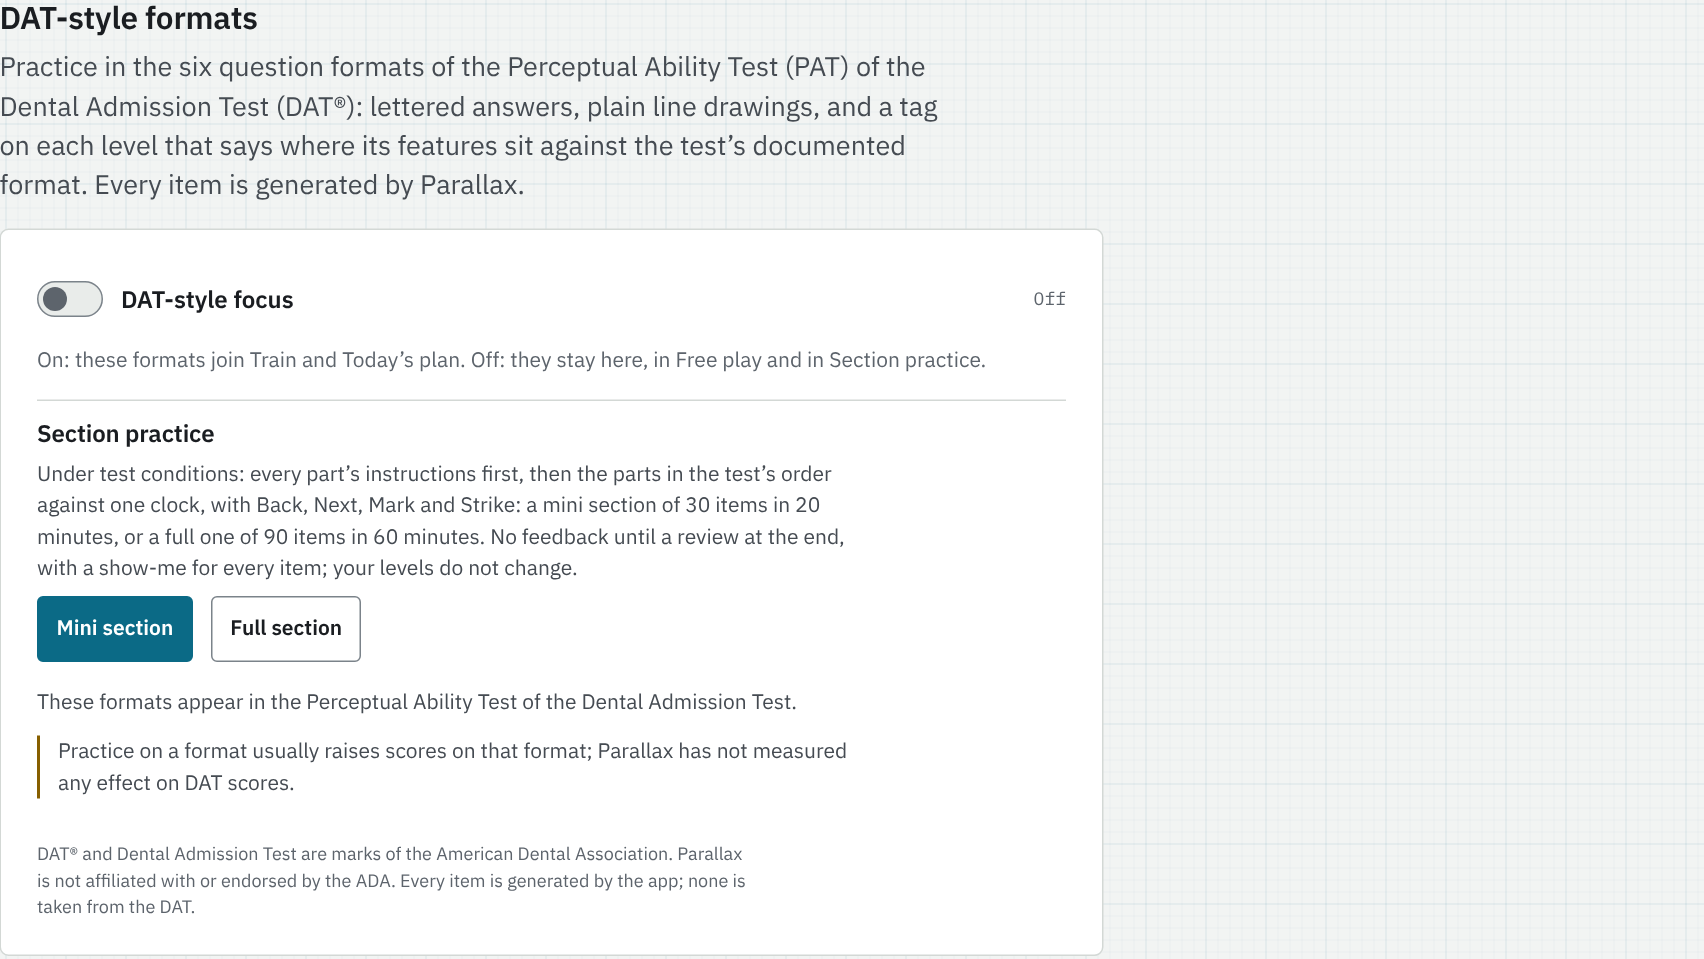 DAT-style formats
Practice in the six question formats of the Perceptual Ability Test (PAT) of the
Dental Admission Test (DAT®): lettered answers, plain line drawings, and a tag
on each level that says where its features sit against the test’s documented
format. Every item is generated by Parallax.
DAT-style focus
Off
On: these formats join Train and Today’s plan. Off: they stay here, in Free play and in Section practice.
Section practice
Under test conditions: every part’s instructions first, then the parts in the test’s order
against one clock, with Back, Next, Mark and Strike: a mini section of 30 items in 20
minutes, or a full one of 90 items in 60 minutes. No feedback until a review at the end,
with a show-me for every item; your levels do not change.
Mini section
Full section
These formats appear in the Perceptual Ability Test of the Dental Admission Test.
Practice on a format usually raises scores on that format; Parallax has not measured
any effect on DAT scores.
DAT® and Dental Admission Test are marks of the American Dental Association. Parallax
is not affiliated with or endorsed by the ADA. Every item is generated by the app; none is
taken from the DAT.